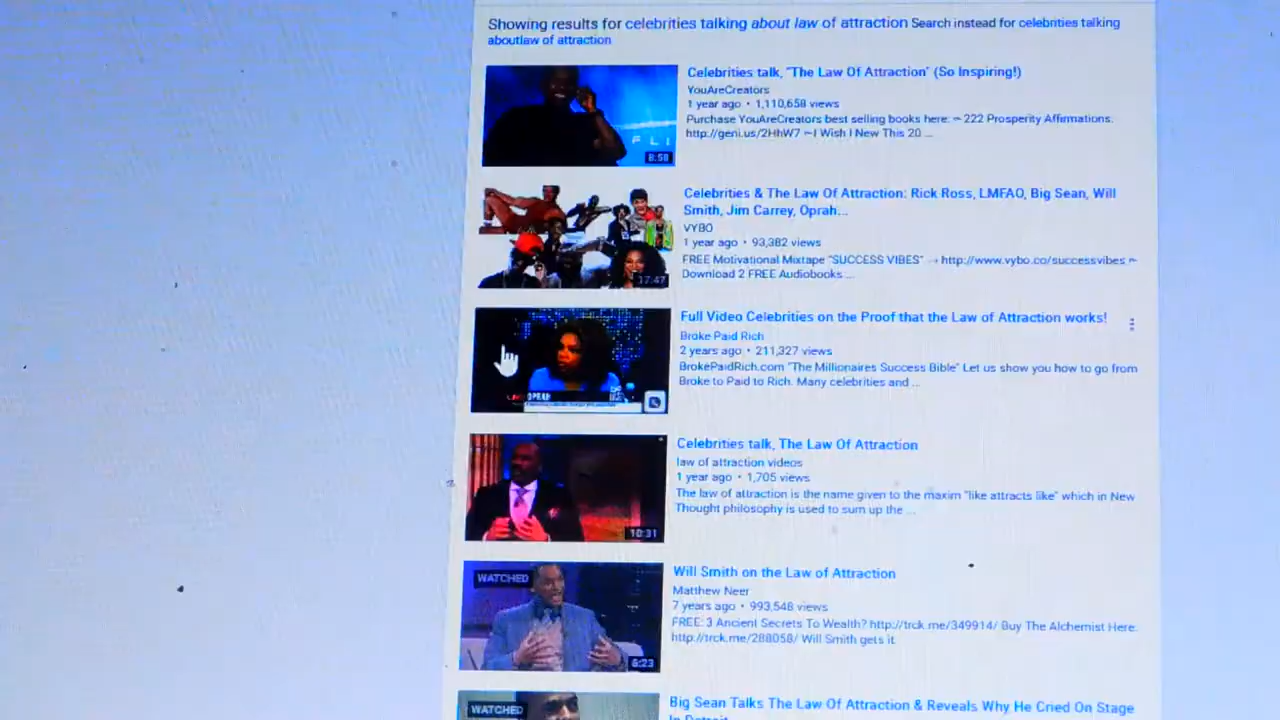 Showing results for celebrities talking about law of attraction Search instead for celebrities talking
aboutlaw of attraction
Celebrities talk, "The Law Of Attraction" (So Inspiring!)
YouAreCreators
1 year ago • 1,110,658 views
Purchase YouAreCreators best selling books here: ~ 222 Prosperity Affirmations.
http://geni.us/2HhW7 ~I Wish I New This 20 ...
F L I
8:58
Celebrities & The Law Of Attraction: Rick Ross, LMFAO, Big Sean, Will
Smith, Jim Carrey, Oprah...
VYBO
1 year ago • 93,382 views
FREE Motivational Mixtape "SUCCESS VIBES" → http://www.vybo.co/successvibes ~
Download 2 FREE Audiobooks ...
17:47
Full Video Celebrities on the Proof that the Law of Attraction works!
Broke Paid Rich
2 years ago • 211,327 views
BrokePaidRich.com "The Millionaires Success Bible" Let us show you how to go from
Broke to Paid to Rich. Many celebrities and ...
OPRAH
Celebrities talk, The Law Of Attraction
law of attraction videos
1 year ago • 1,705 views
The law of attraction is the name given to the maxim "like attracts like" which in New
Thought philosophy is used to sum up the ...
10:31
WATCHED
Will Smith on the Law of Attraction
Matthew Neer
7 years ago • 993,548 views
FREE: 3 Ancient Secrets To Wealth? http://trck.me/349914/ Buy The Alchemist Here:
http://trck.me/288058/ Will Smith gets it
6:23
WATCHED
Big Sean Talks The Law Of Attraction & Reveals Why He Cried On Stage
In Detroit